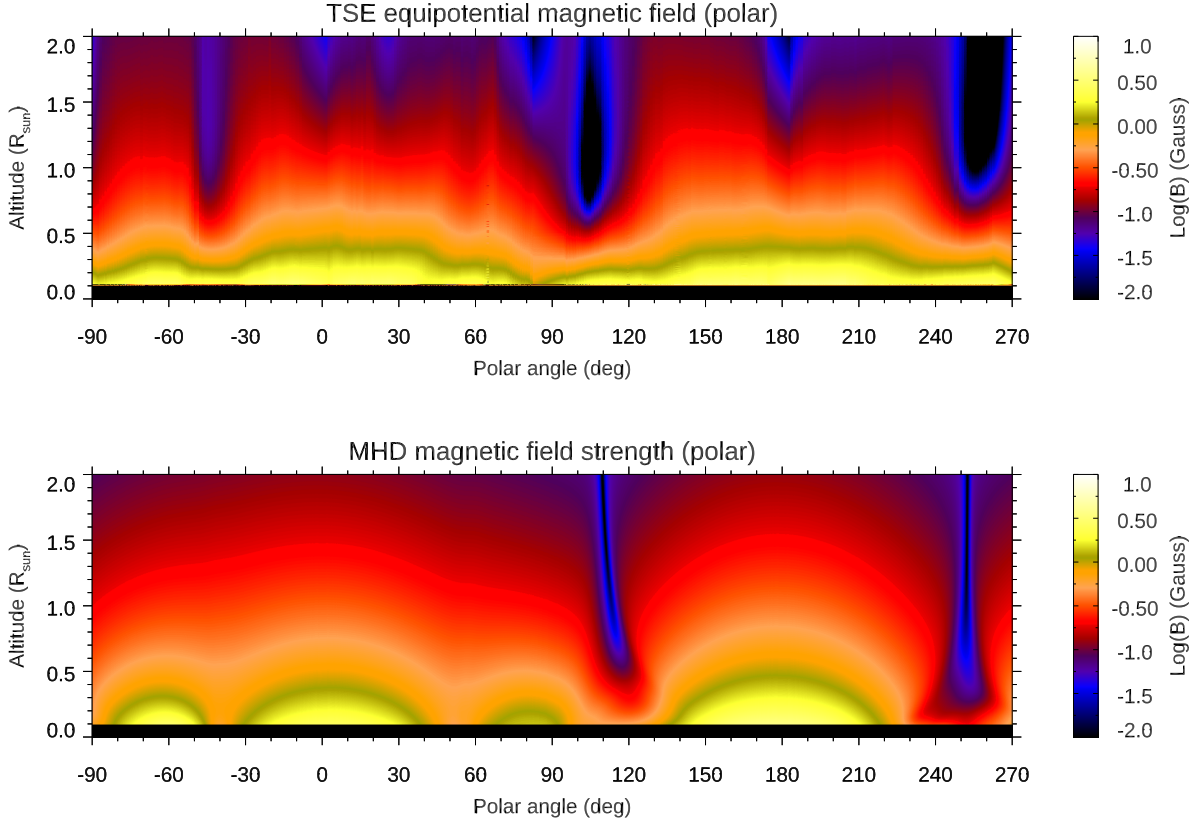 TSE equipotential magnetic field (polar)
2.0
1.5
1.0
0.5
0.0
Altitude (Rsun)
-90 -60 -30 0 30 60 90 120 150 180 210 240 270
Polar angle (deg)
1.0
0.50
0.00
-0.50
-1.0
-1.5
-2.0
Log(B) (Gauss)
MHD magnetic field strength (polar)
2.0
1.5
1.0
0.5
0.0
Altitude (Rsun)
-90 -60 -30 0 30 60 90 120 150 180 210 240 270
Polar angle (deg)
1.0
0.50
0.00
-0.50
-1.0
-1.5
-2.0
Log(B) (Gauss)